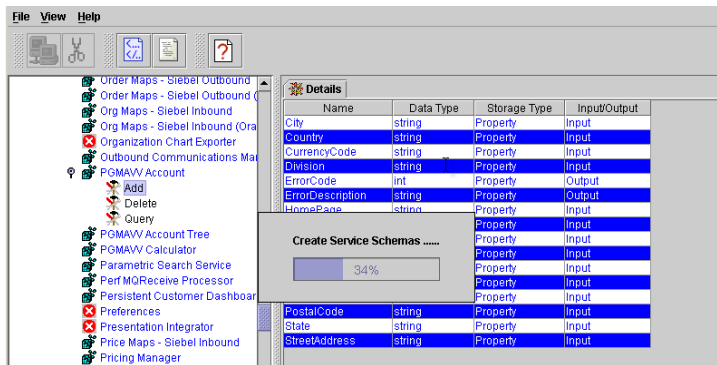 File View Help
Order Maps - Siebel Outbound
Order Maps - Siebel Outbound (
Org Maps - Siebel Inbound
Org Maps - Siebel Inbound (Ora
Organization Chart Exporter
Outbound Communications Mai
PGMAVV Account
Add
Delete
Query
PGMAVV Account Tree
PGMAVV Calculator
Parametric Search Service
Perf MQReceive Processor
Persistent Customer Dashboar
Preferences
Presentation Integrator
Price Maps - Siebel Inbound
Pricing Manager
Details
Name Data Type Storage Type Input/Output
City string Property Input
Country string Property Input
CurrencyCode string Property Input
Division string Property Input
ErrorCode int Property Output
ErrorDescription string Property Output
HomePage string Property Input
Property Input
Property Input
Property Input
Property Input
Property Input
Property Input
PostalCode string Property Input
State string Property Input
StreetAddress string Property Input
Create Service Schemas ......
34%